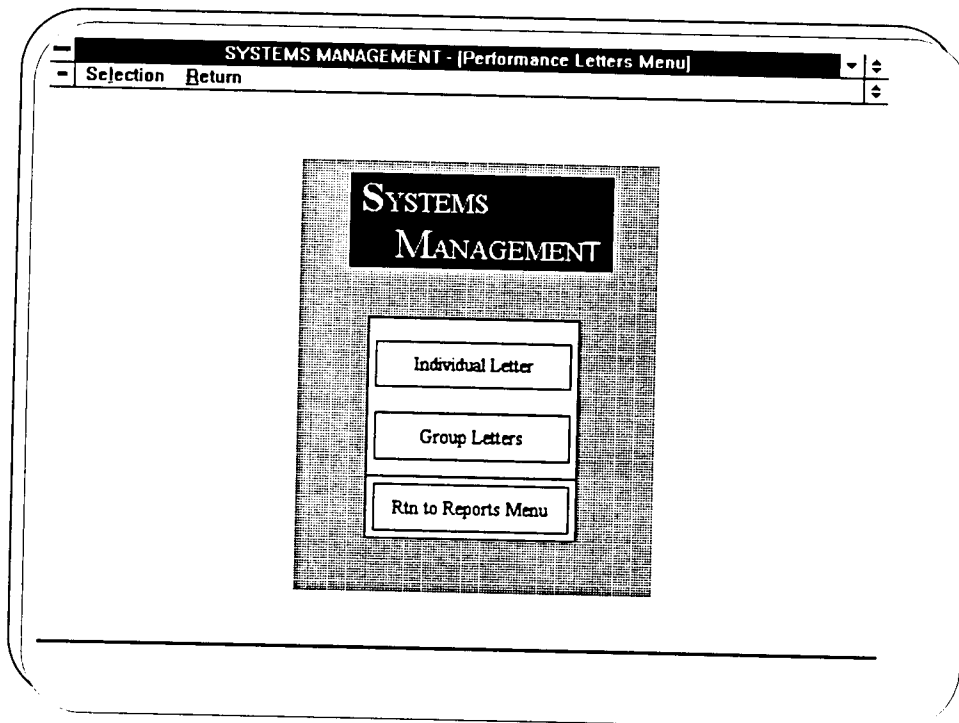 SYSTEMS MANAGEMENT - [Performance Letters Menu]
Selection Return
SYSTEMS
MANAGEMENT
Individual Letter
Group Letters
Rtn to Reports Menu